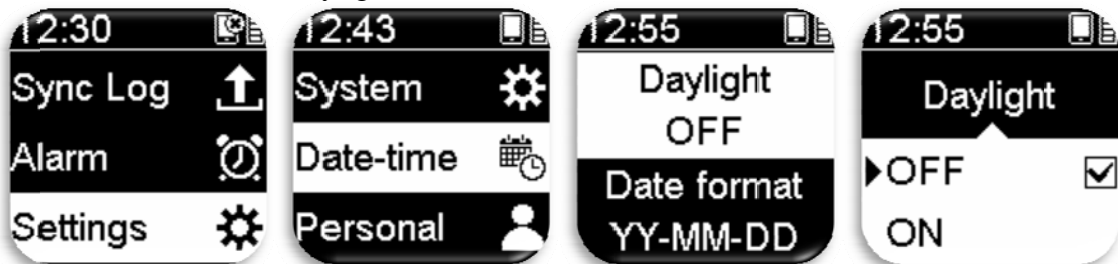 12:30
Sync Log
Alarm
Settings
12:43
System
Date-time
Personal
12:55
Daylight
OFF
Date format
YY-MM-DD
12:55
Daylight
OFF
ON